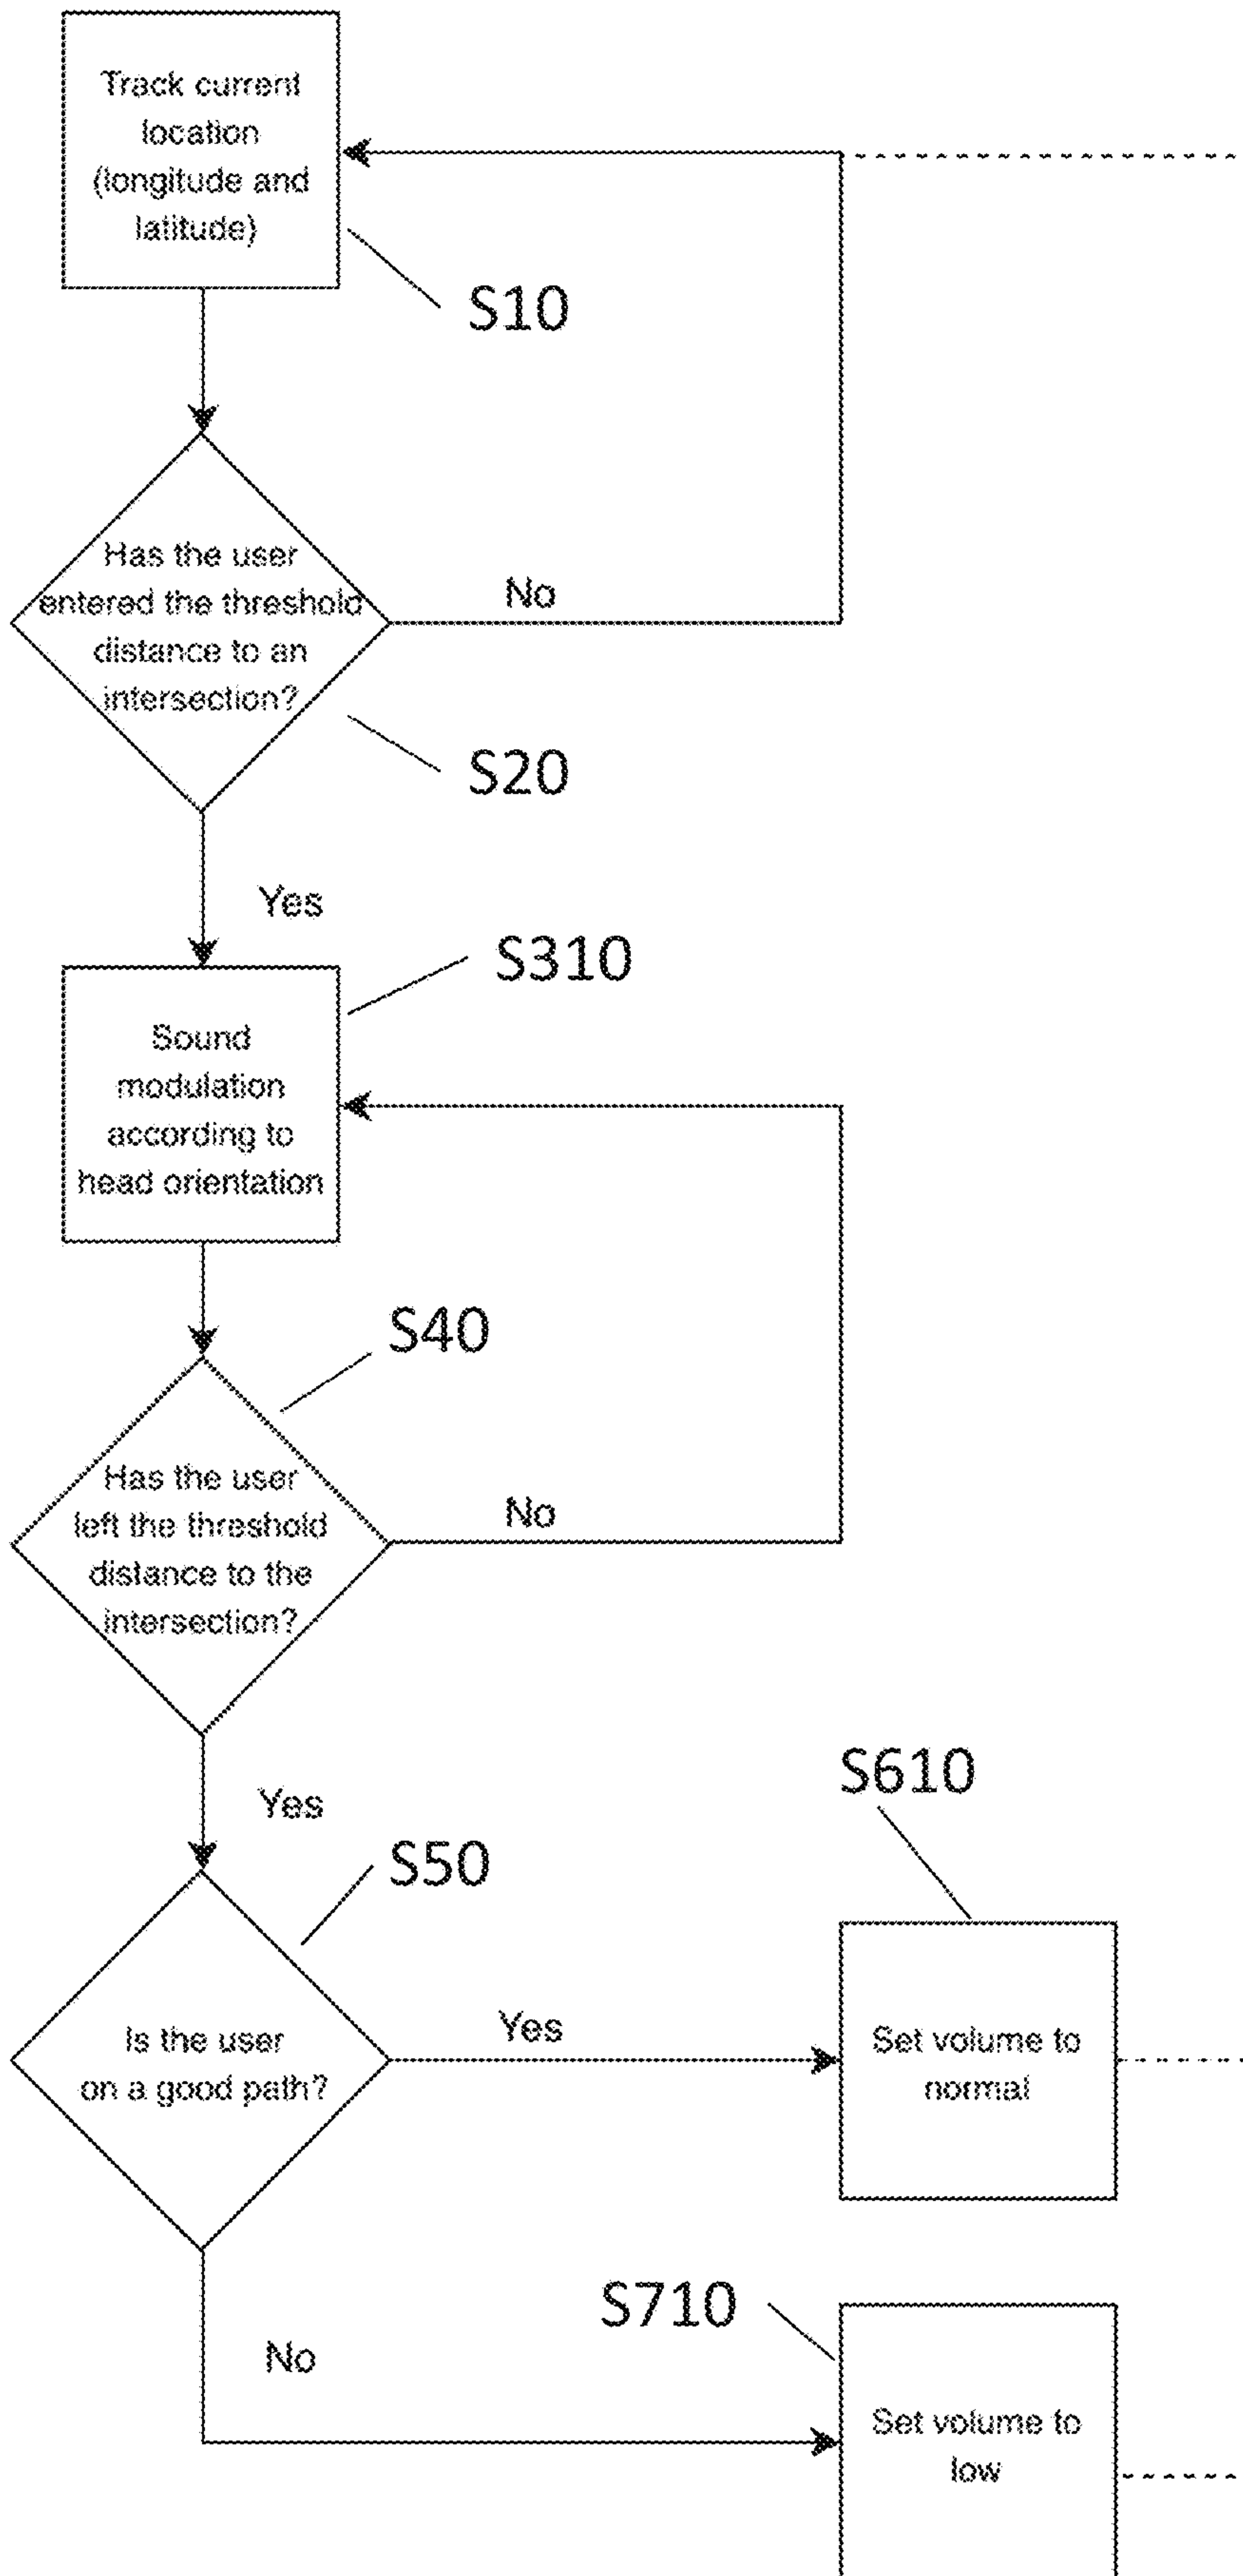 Track current
location
(longitude and
latitude)
S10
Has the user
entered the threshold
distance to an
intersection?
No
S20
Yes
S310
Sound
modulation
according to
head orientation
S40
Has the user
left the threshold
distance to the
intersection?
No
Yes
S50
S610
Is the user
on a good path?
Yes
Set volume to
normal
No
S710
Set volume to
low